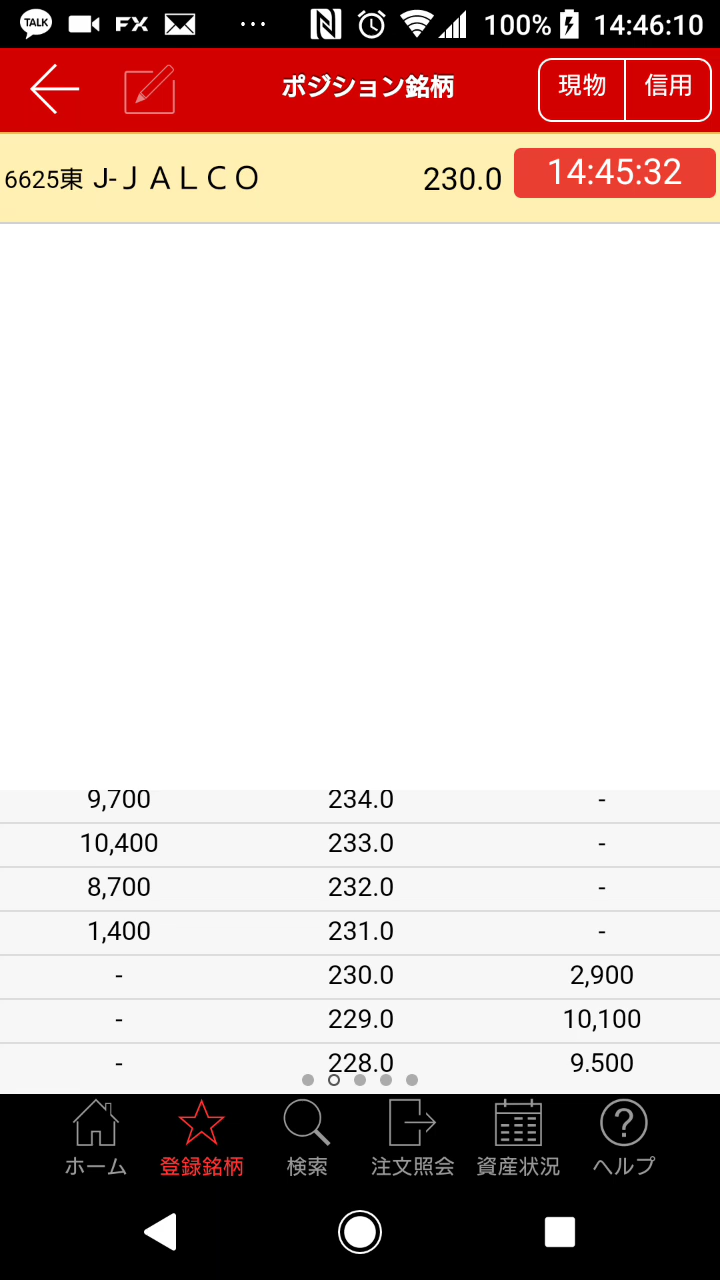 TALK FX ... 100% 14:46:10
ポジション銘柄 現物 信用
6625東 J-ＪＡＬＣＯ 230.0 14:45:32
9,700 234.0 -
10,400 233.0 -
8,700 232.0 -
1,400 231.0 -
- 230.0 2,900
- 229.0 10,100
- 228.0 9.500
ホーム 登録銘柄 検索 注文照会 資産状況 ヘルプ